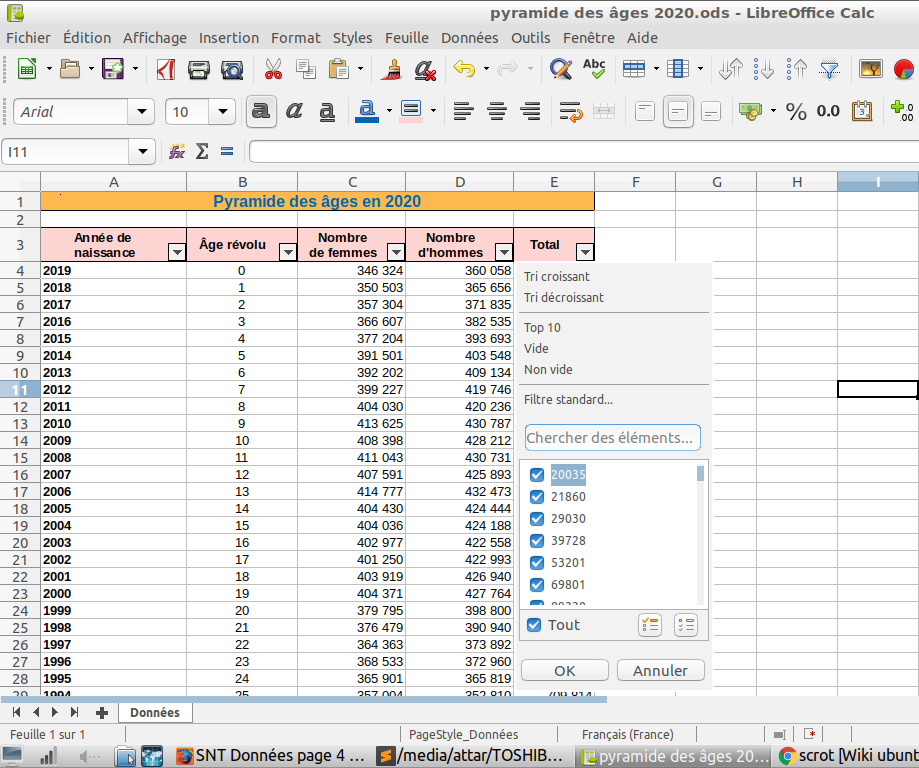 pyramide des âges 2020.ods - LibreOffice Calc
Fichier Édition Affichage Insertion Format Styles Feuille Données Outils Fenêtre Aide
Abc
Arial 10 a a a a % 0.0
I11
A B C D E F G H I
1 Pyramide des âges en 2020
2
3 Année de naissance Âge révolu Nombre de femmes Nombre d'hommes Total
4 2019 0 346 324 360 058
5 2018 1 350 503 365 656
6 2017 2 357 304 371 835
7 2016 3 366 607 382 535
8 2015 4 377 204 393 693
9 2014 5 391 501 403 548
10 2013 6 392 202 409 134
11 2012 7 399 227 419 746
12 2011 8 404 030 420 236
13 2010 9 413 625 430 787
14 2009 10 408 398 428 212
15 2008 11 411 043 430 731
16 2007 12 407 591 425 893
17 2006 13 414 777 432 473
18 2005 14 404 430 424 444
19 2004 15 404 036 424 188
20 2003 16 402 977 422 558
21 2002 17 401 250 422 993
22 2001 18 403 919 426 940
23 2000 19 404 371 427 764
24 1999 20 379 795 398 800
25 1998 21 376 479 390 940
26 1997 22 364 363 373 892
27 1996 23 368 533 372 960
28 1995 24 365 901 365 819
29 1994 25 357 004 352 810 709 814
Tri croissant
Tri décroissant
Top 10
Vide
Non vide
Filtre standard...
Chercher des éléments...
20035
21860
29030
39728
53201
69801
Tout
OK Annuler
Données
Feuille 1 sur 1 PageStyle_Données Français (France)
SNT Données page 4 ... /media/attar/TOSHIB... pyramide des âges 20... scrot [Wiki ubunt